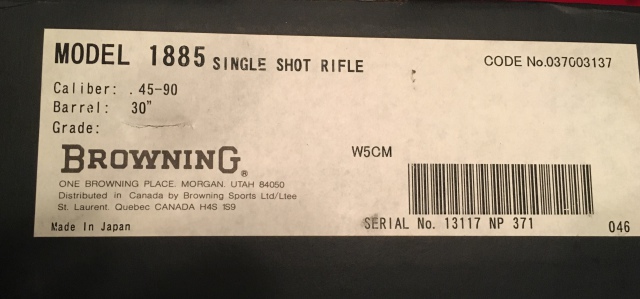 MODEL 1885 SINGLE SHOT RIFLE
CODE No.037003137
Caliber: .45-90
Barrel: 30"
Grade:
BROWNING®
W5CM
ONE BROWNING PLACE. MORGAN. UTAH 84050
Distributed in Canada by Browning Sports Ltd/Ltee
St. Laurent. Quebec CANADA H4S 1S9
Made In Japan
SERIAL No. 13117 NP 371
046